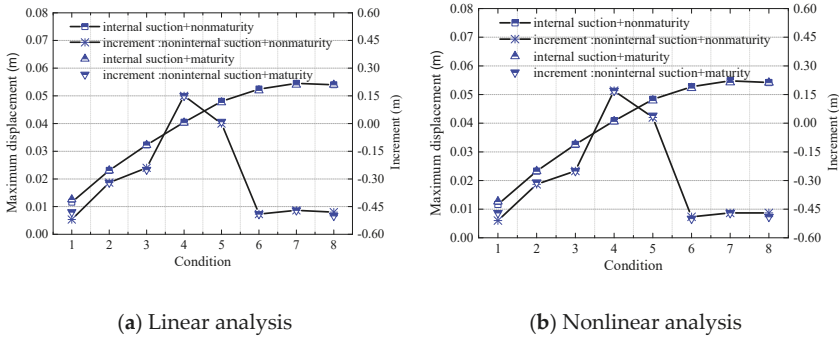 0.08
0.07
0.06
0.05
0.04
0.03
0.02
0.01
0.00
Maximum displacement (m)
internal suction+nonmaturity
increment :noninternal suction+nonmaturity
internal suction+maturity
increment :noninternal suction+maturity
0.60
0.45
0.30
0.15
0.00
-0.15
-0.30
-0.45
-0.60
Increment (m)
1 2 3 4 5 6 7 8
Condition
(a) Linear analysis
0.08
0.07
0.06
0.05
0.04
0.03
0.02
0.01
0.00
Maximum displacement (m)
internal suction+nonmaturity
increment :noninternal suction+nonmaturity
internal suction+maturity
increment :noninternal suction+maturity
0.60
0.45
0.30
0.15
0.00
-0.15
-0.30
-0.45
-0.60
Increment (m)
1 2 3 4 5 6 7 8
Condition
(b) Nonlinear analysis